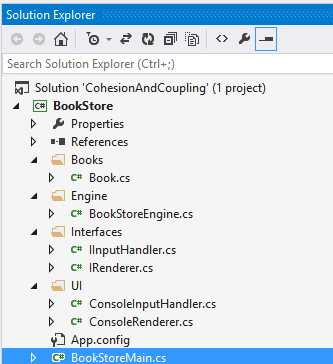 Solution Explorer
Search Solution Explorer (Ctrl+;)
Solution 'CohesionAndCoupling' (1 project)
C# BookStore
Properties
References
Books
C# Book.cs
Engine
C# BookStoreEngine.cs
Interfaces
C# IInputHandler.cs
C# IRenderer.cs
UI
C# ConsoleInputHandler.cs
C# ConsoleRenderer.cs
App.config
C# BookStoreMain.cs